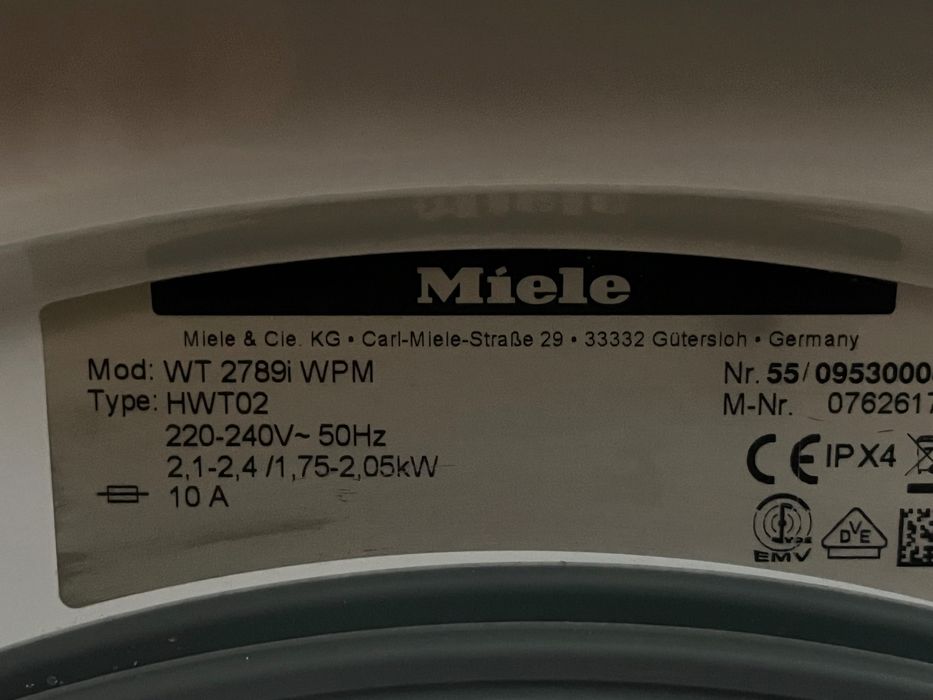 Miele
Miele & Cie. KG • Carl-Miele-Straße 29 • 33332 Gütersloh • Germany
Mod: WT 2789i WPM
Type: HWT02
220-240V~ 50Hz
2,1-2,4 /1,75-2,05kW
10 A
Nr. 55/ 0953000
M-Nr. 0762617
CE IPX4
EMV
DVE